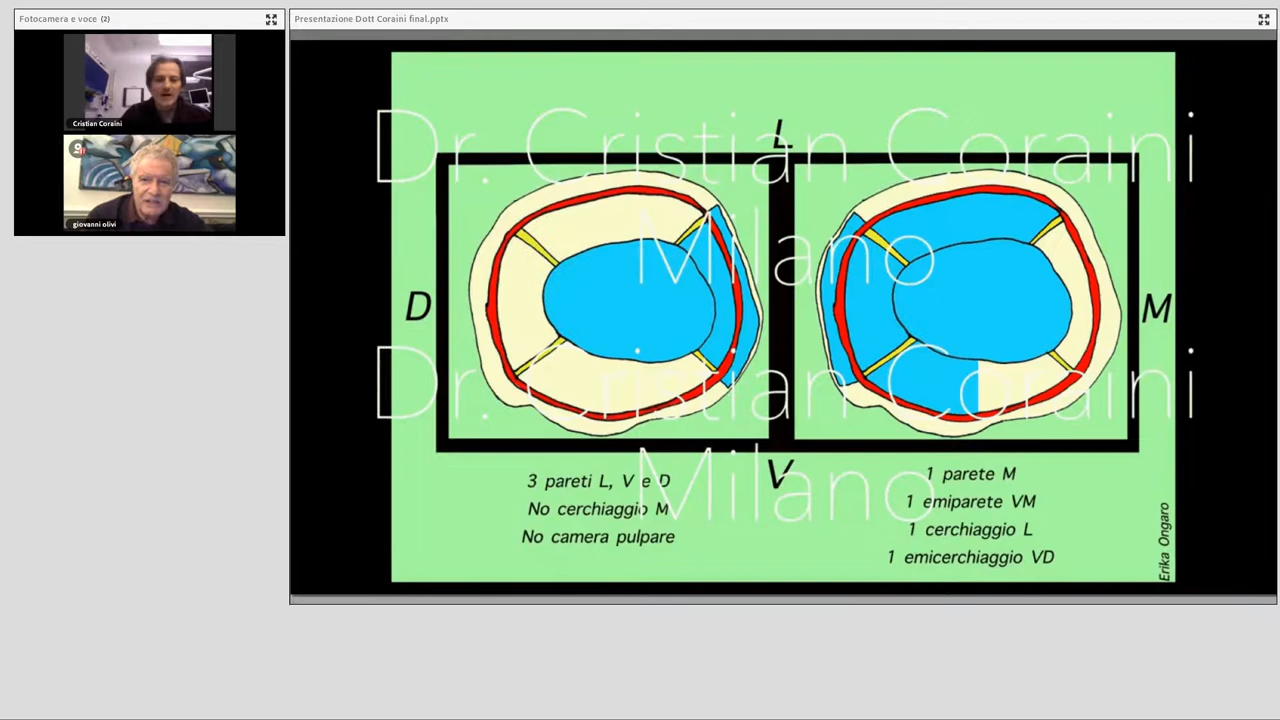 Fotocamera e voce (2)
Cristian Coraini
giovanni olivi
Presentazione Dott Coraini final.pptx
Dr. Cristian Coraini
Milano
Dr. Cristian Coraini
Milano
L
D
M
V
3 pareti L, V e D
No cerchiaggio M
No camera pulpare
1 parete M
1 emiparete VM
1 cerchiaggio L
1 emicerchiaggio VD
Erika Ongaro